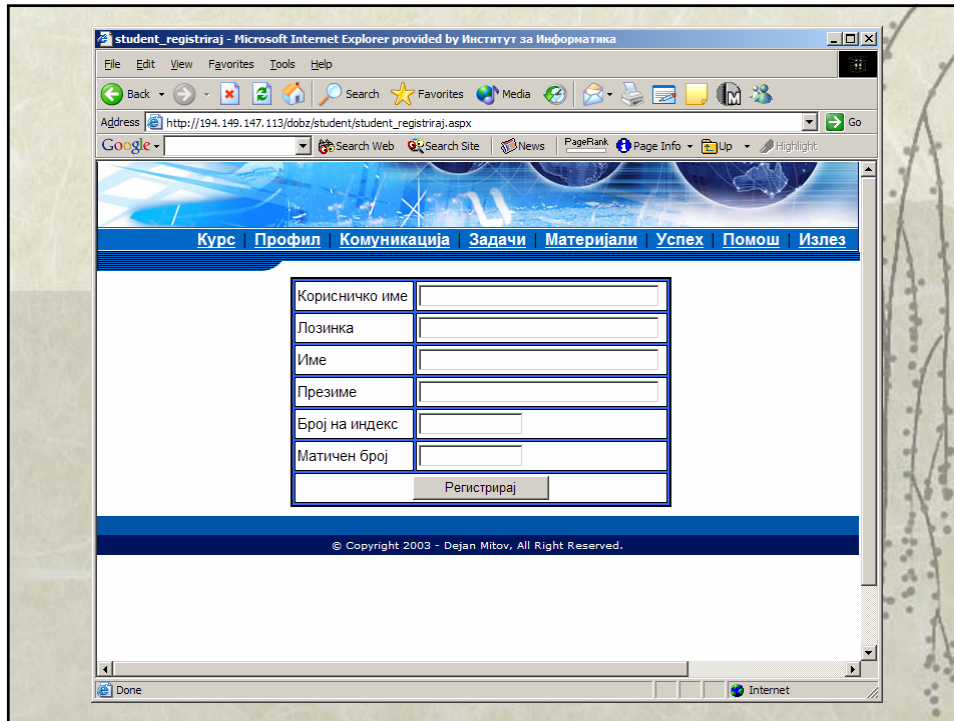 student_registriraj - Microsoft Internet Explorer provided by Институт за Информатика
File Edit View Favorites Tools Help
Back Search Favorites Media
Address http://194.149.147.113/dobz/student/student_registriraj.aspx Go
Google Search Web Search Site News PageRank Page Info Up Highlight
Курс | Профил | Комуникација | Задачи | Материјали | Успех | Помош | Излез
Корисничко име
Лозинка
Име
Презиме
Број на индекс
Матичен број
Регистрирај
© Copyright 2003 - Dejan Mitov, All Right Reserved.
Done Internet